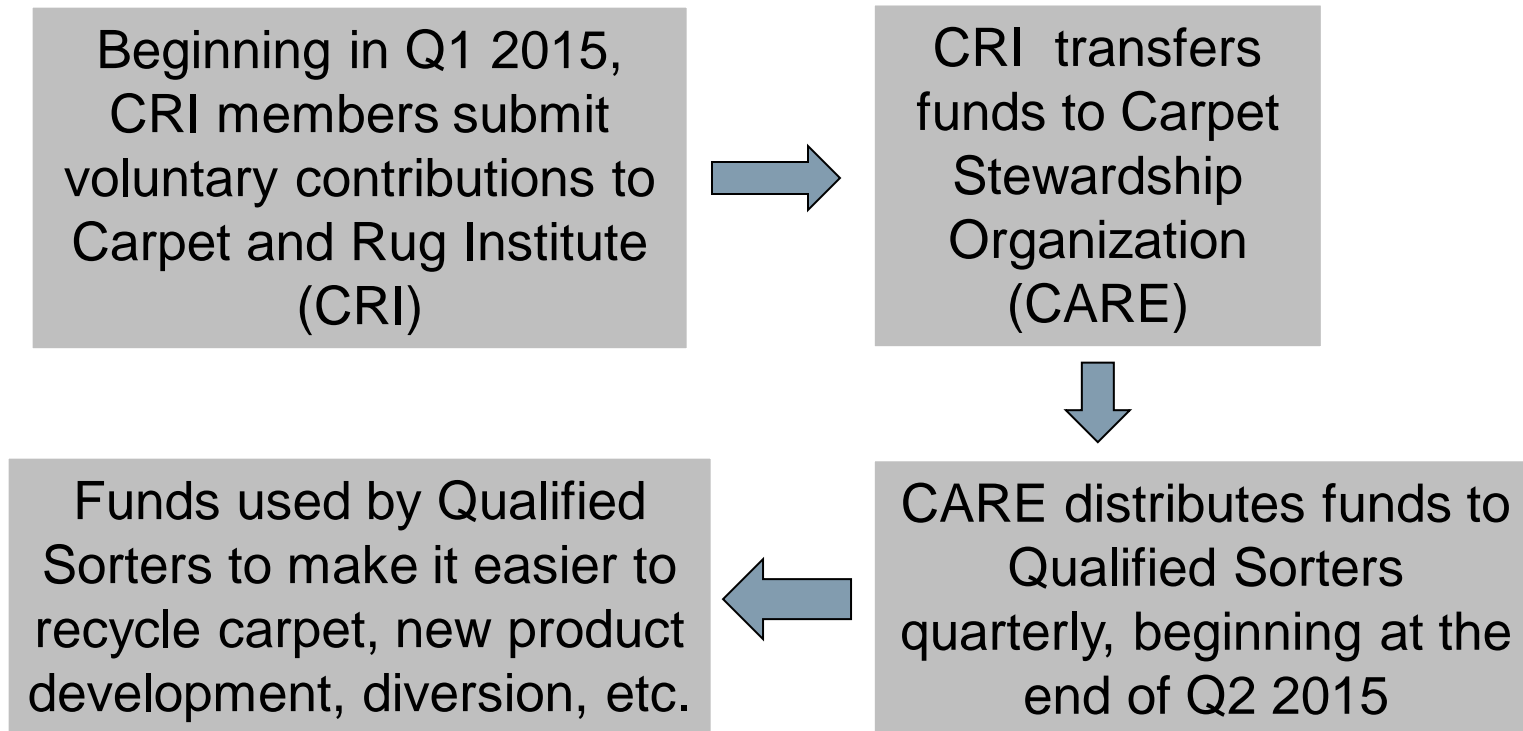 Beginning in Q1 2015,
CRI members submit
voluntary contributions to
Carpet and Rug Institute
(CRI)
CRI transfers
funds to Carpet
Stewardship
Organization
(CARE)
CARE distributes funds to
Qualified Sorters
quarterly, beginning at the
end of Q2 2015
Funds used by Qualified
Sorters to make it easier to
recycle carpet, new product
development, diversion, etc.